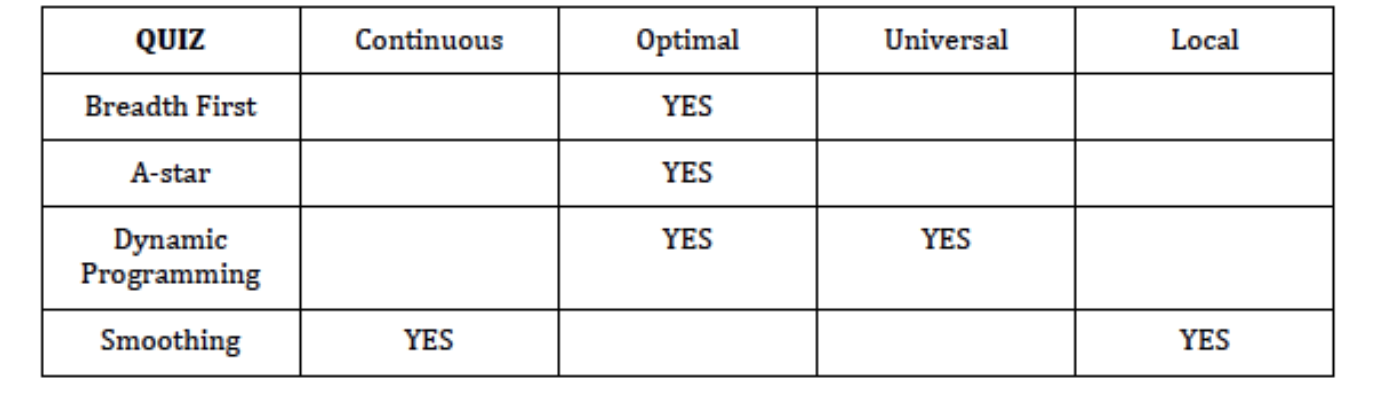 QUIZ Continuous Optimal Universal Local
Breadth First YES
A-star YES
Dynamic YES YES
Programming
Smoothing YES YES